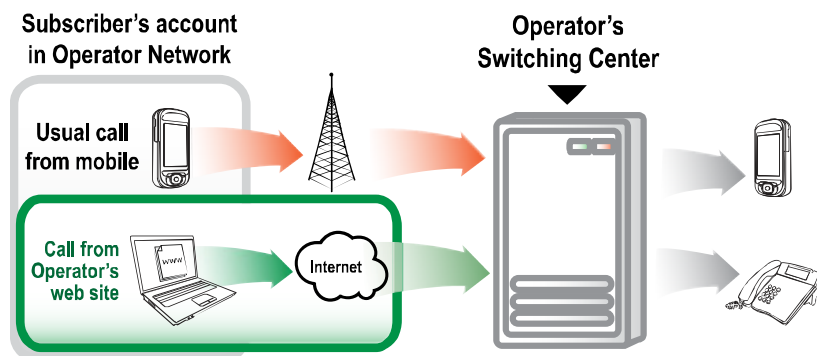 Subscriber's account
in Operator Network
Operator's
Switching Center
Usual call
from mobile
Call from
Operator's
web site
www
Internet